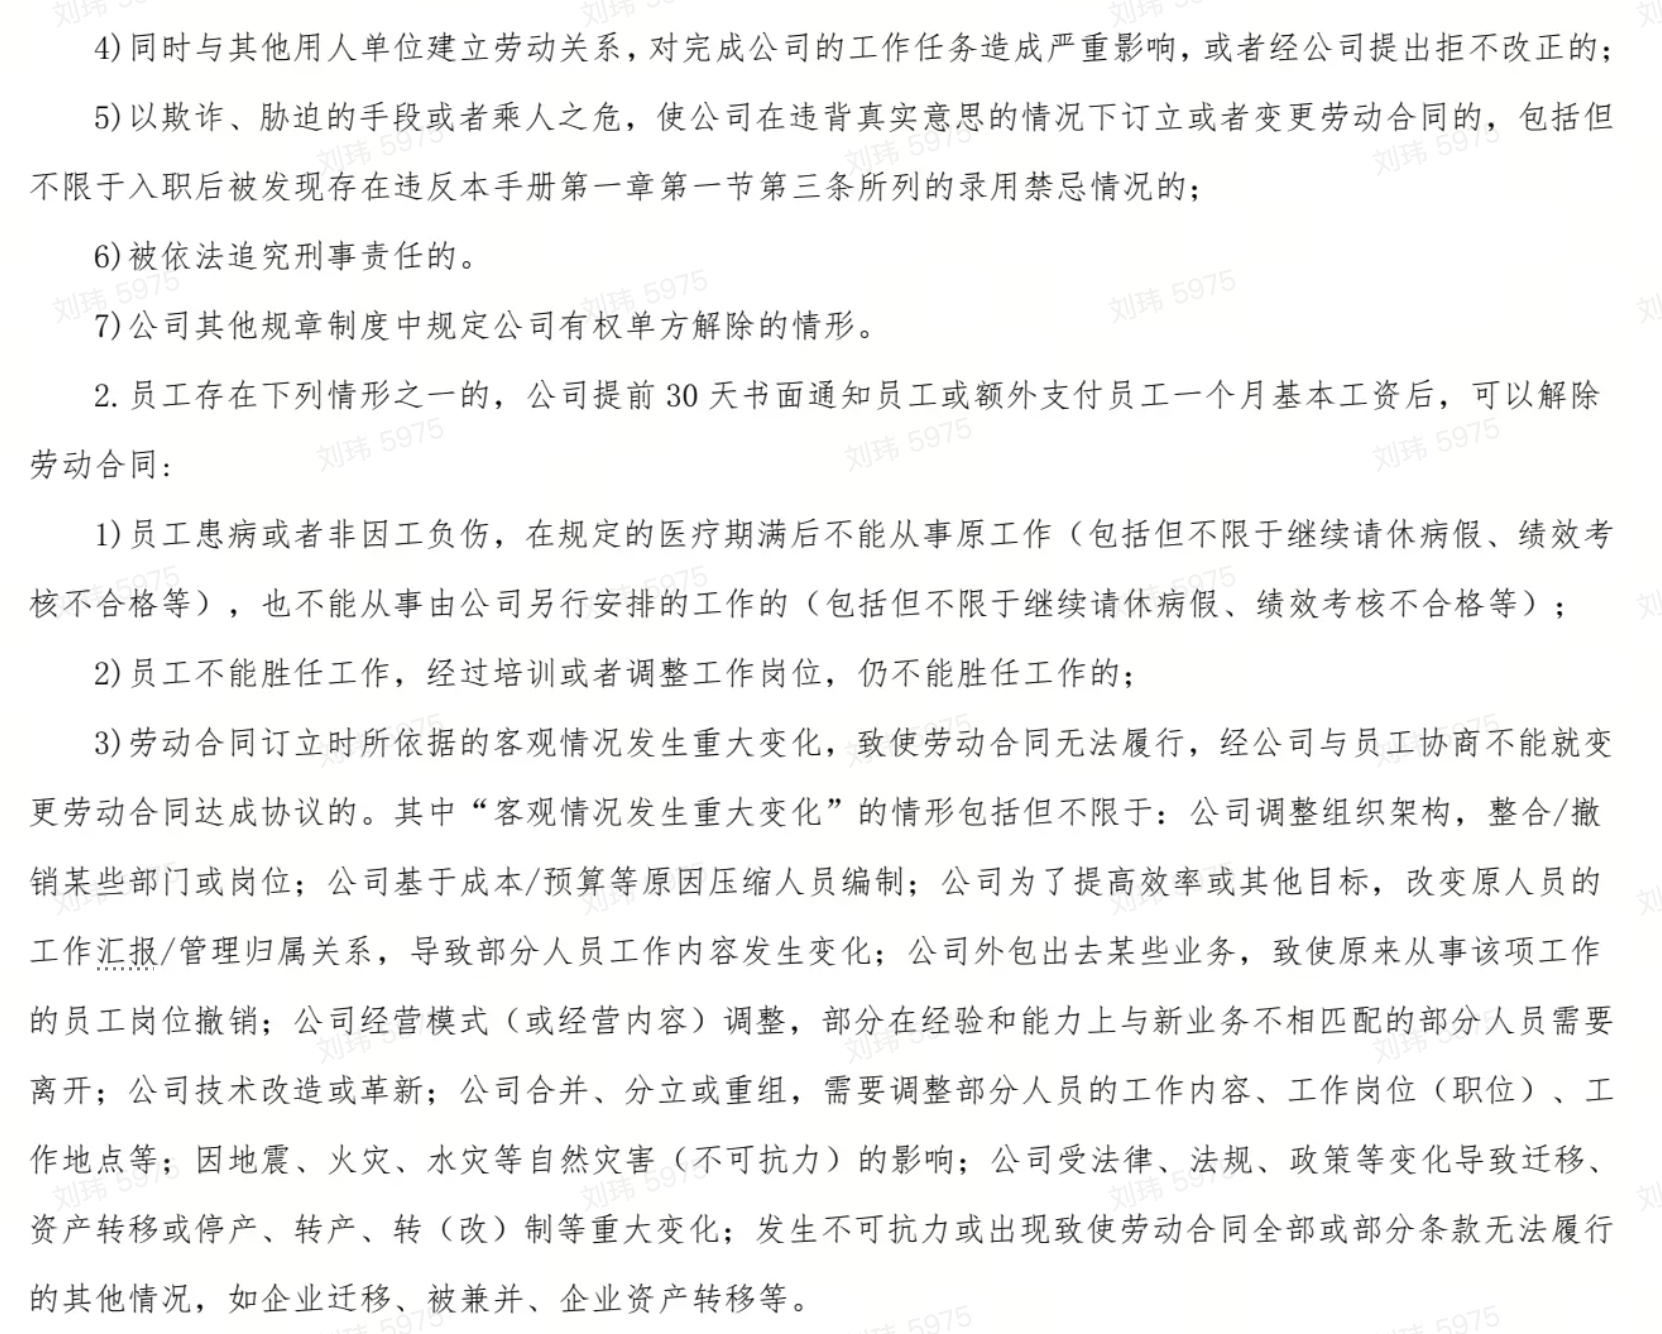 4)同时与其他用人单位建立劳动关系，对完成公司的工作任务造成严重影响，或者经公司提出拒不改正的；
5)以欺诈、胁迫的手段或者乘人之危，使公司在违背真实意思的情况下订立或者变更劳动合同的，包括但
不限于入职后被发现存在违反本手册第一章第一节第三条所列的录用禁忌情况的；
6)被依法追究刑事责任的。
7)公司其他规章制度中规定公司有权单方解除的情形。
2.员工存在下列情形之一的，公司提前 30 天书面通知员工或额外支付员工一个月基本工资后，可以解除
劳动合同：
1)员工患病或者非因工负伤，在规定的医疗期满后不能从事原工作（包括但不限于继续请休病假、绩效考
核不合格等），也不能从事由公司另行安排的工作的（包括但不限于继续请休病假、绩效考核不合格等）；
2)员工不能胜任工作，经过培训或者调整工作岗位，仍不能胜任工作的；
3)劳动合同订立时所依据的客观情况发生重大变化，致使劳动合同无法履行，经公司与员工协商不能就变
更劳动合同达成协议的。其中“客观情况发生重大变化”的情形包括但不限于：公司调整组织架构，整合/撤
销某些部门或岗位；公司基于成本/预算等原因压缩人员编制；公司为了提高效率或其他目标，改变原人员的
工作汇报/管理归属关系，导致部分人员工作内容发生变化；公司外包出去某些业务，致使原来从事该项工作
的员工岗位撤销；公司经营模式（或经营内容）调整，部分在经验和能力上与新业务不相匹配的部分人员需要
离开；公司技术改造或革新；公司合并、分立或重组，需要调整部分人员的工作内容、工作岗位（职位）、工
作地点等；因地震、火灾、水灾等自然灾害（不可抗力）的影响；公司受法律、法规、政策等变化导致迁移、
资产转移或停产、转产、转（改）制等重大变化；发生不可抗力或出现致使劳动合同全部或部分条款无法履行
的其他情况，如企业迁移、被兼并、企业资产转移等。
刘玮 5975